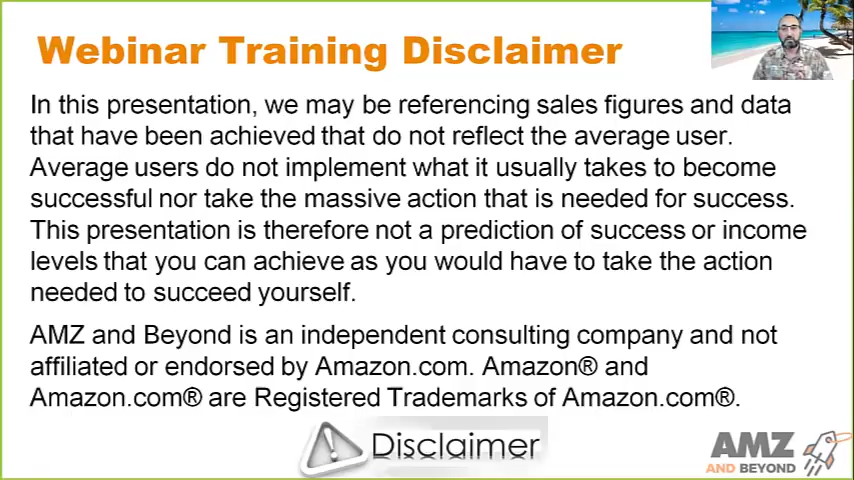 Webinar Training Disclaimer
In this presentation, we may be referencing sales figures and data
that have been achieved that do not reflect the average user.
Average users do not implement what it usually takes to become
successful nor take the massive action that is needed for success.
This presentation is therefore not a prediction of success or income
levels that you can achieve as you would have to take the action
needed to succeed yourself.
AMZ and Beyond is an independent consulting company and not
affiliated or endorsed by Amazon.com. Amazon® and
Amazon.com® are Registered Trademarks of Amazon.com®.
Disclaimer
AMZ
AND BEYOND